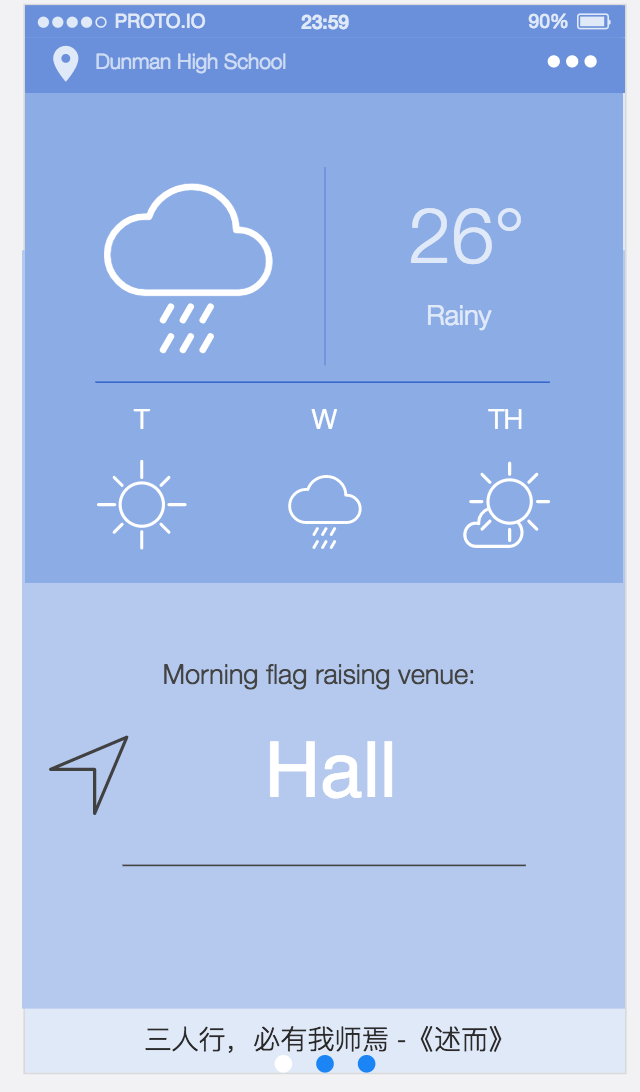 PROTO.IO 23:59 90%
Dunman High School
26°
Rainy
T W TH
Morning flag raising venue:
Hall
三人行，必有我师焉 -《述而》